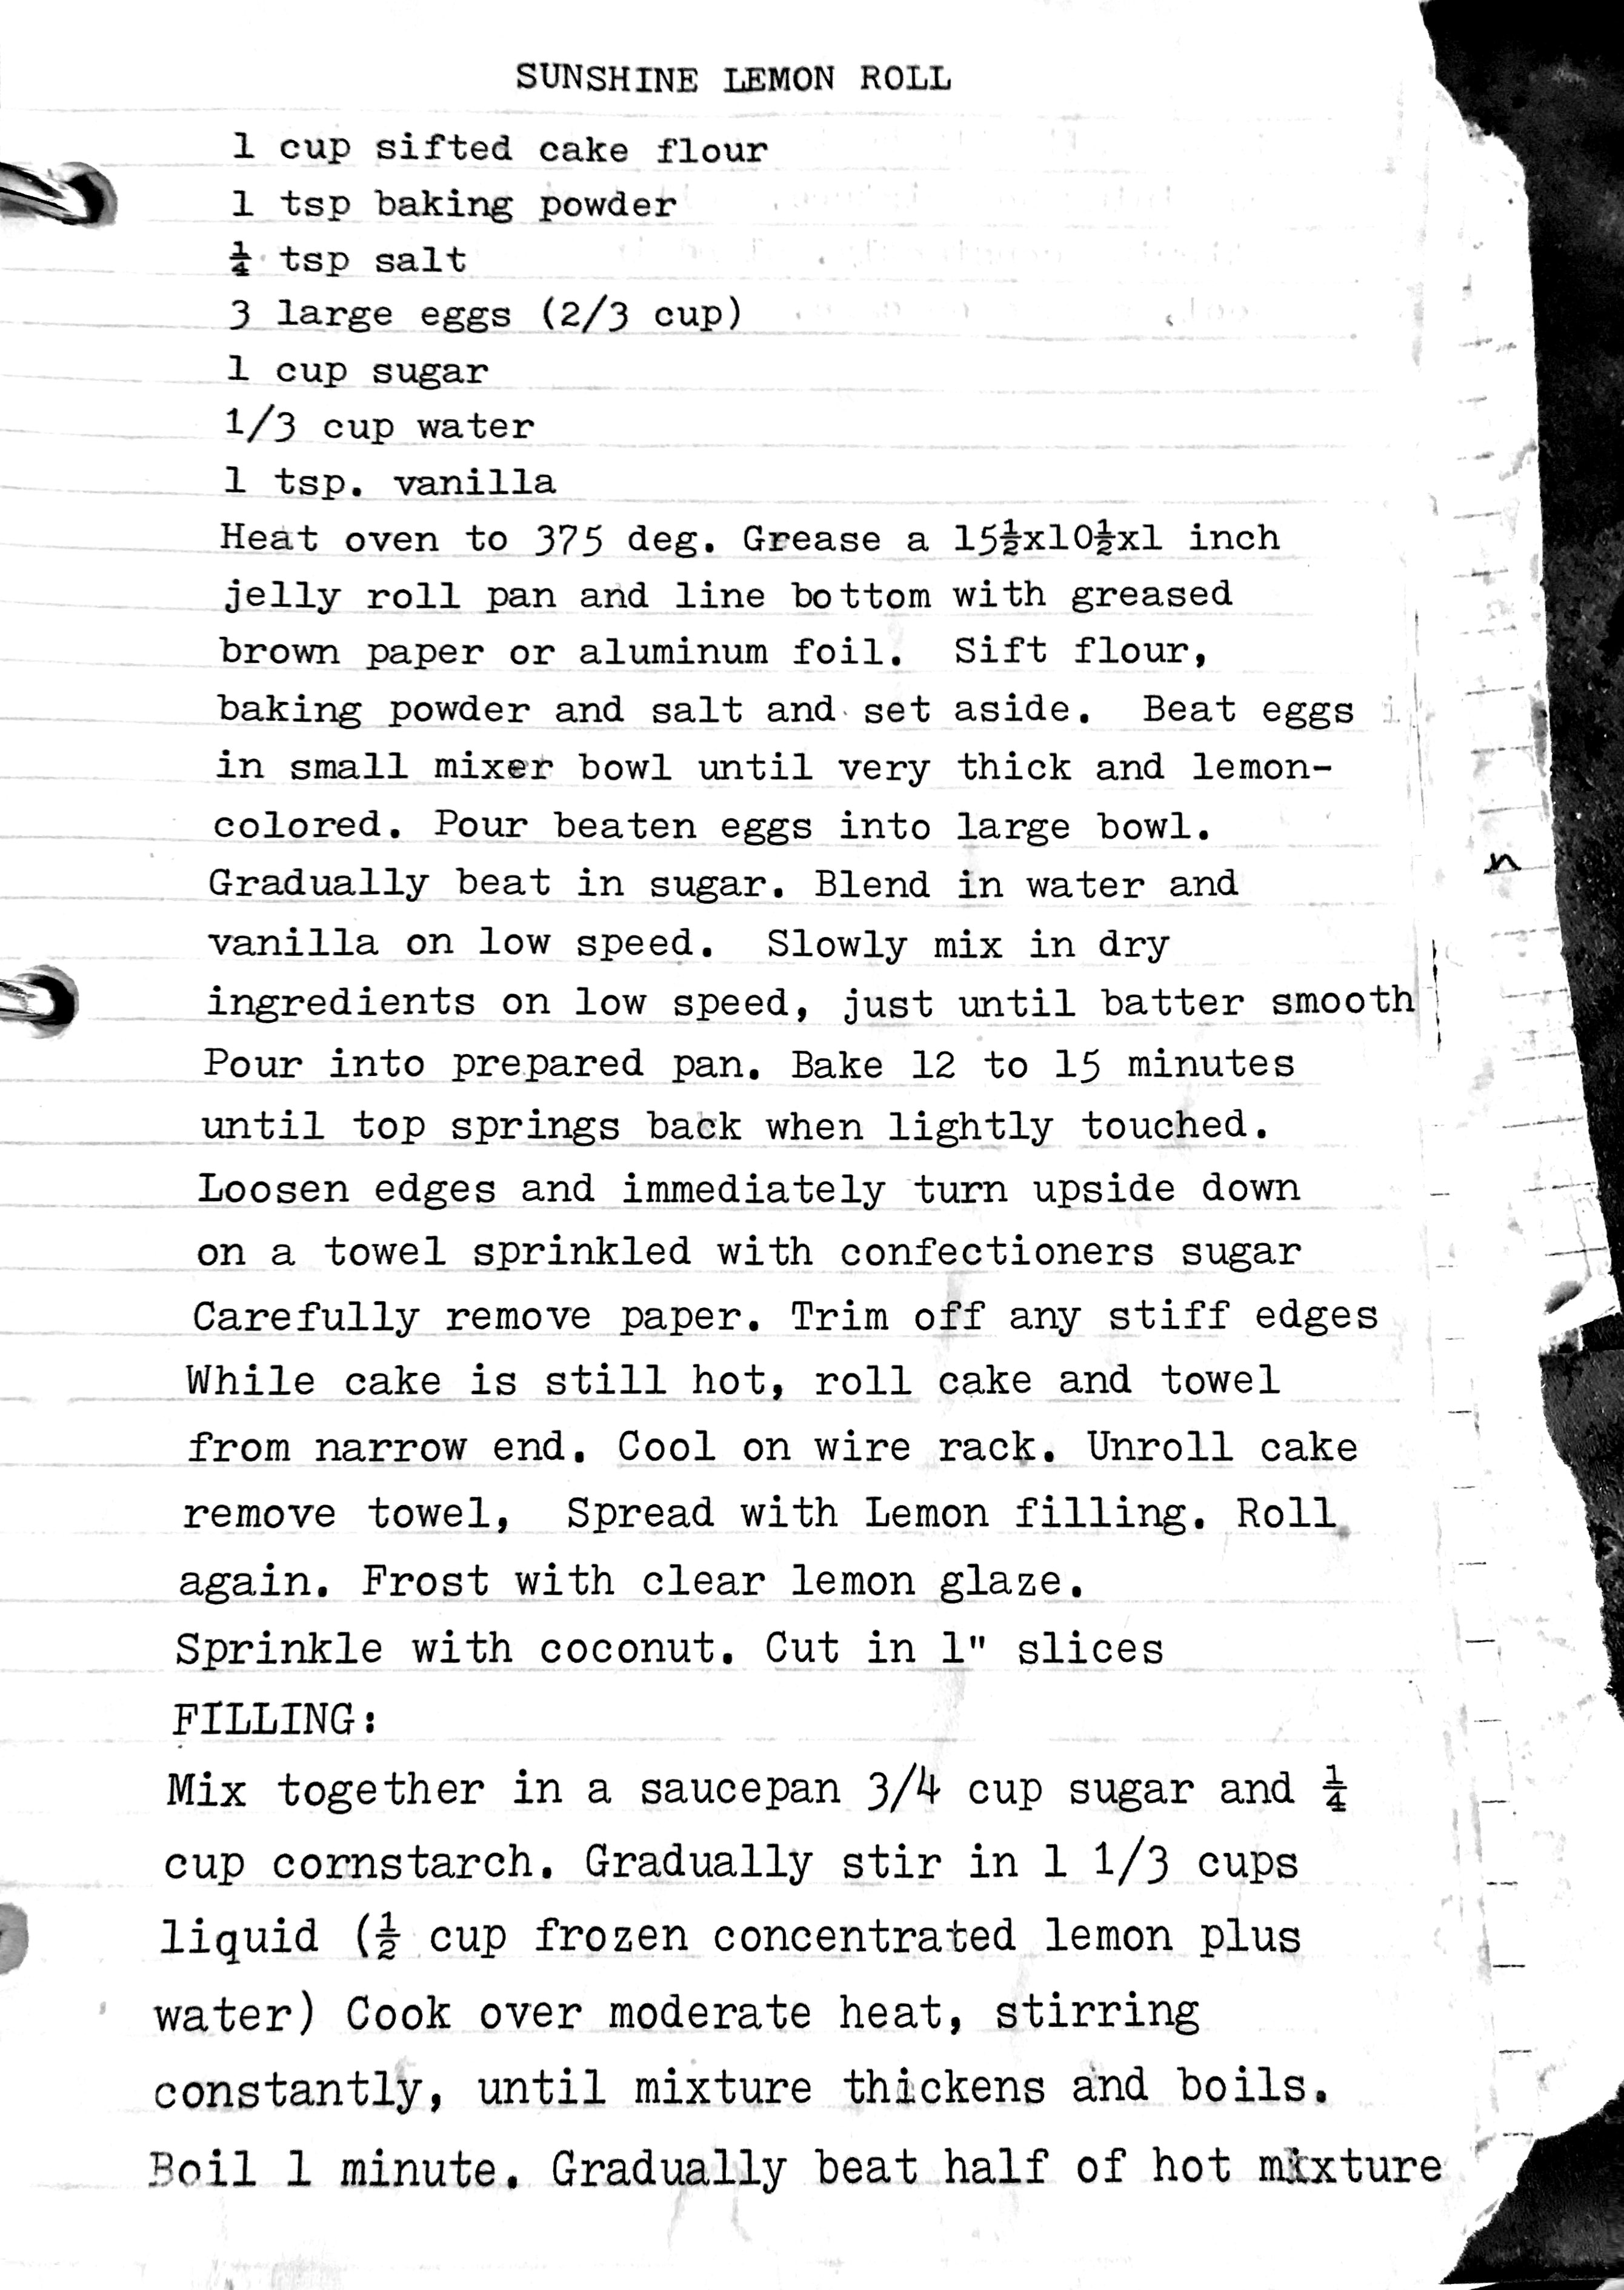 SUNSHINE LEMON ROLL
1 cup sifted cake flour
1 tsp baking powder
¼ tsp salt
3 large eggs (2/3 cup)
1 cup sugar
1/3 cup water
1 tsp. vanilla
Heat oven to 375 deg. Grease a 15½x10½x1 inch
jelly roll pan and line bottom with greased
brown paper or aluminum foil. Sift flour,
baking powder and salt and set aside. Beat eggs i
in small mixer bowl until very thick and lemon-
colored. Pour beaten eggs into large bowl.
Gradually beat in sugar. Blend in water and
vanilla on low speed. Slowly mix in dry
ingredients on low speed, just until batter smooth
Pour into prepared pan. Bake 12 to 15 minutes
until top springs back when lightly touched.
Loosen edges and immediately turn upside down
on a towel sprinkled with confectioners sugar
Carefully remove paper. Trim off any stiff edges
While cake is still hot, roll cake and towel
from narrow end. Cool on wire rack. Unroll cake
remove towel, Spread with Lemon filling. Roll
again. Frost with clear lemon glaze.
Sprinkle with coconut. Cut in 1" slices
FILLING:
Mix together in a saucepan 3/4 cup sugar and ¼
cup cornstarch. Gradually stir in 1 1/3 cups
liquid (½ cup frozen concentrated lemon plus
water) Cook over moderate heat, stirring
constantly, until mixture thickens and boils.
Boil 1 minute. Gradually beat half of hot mixture